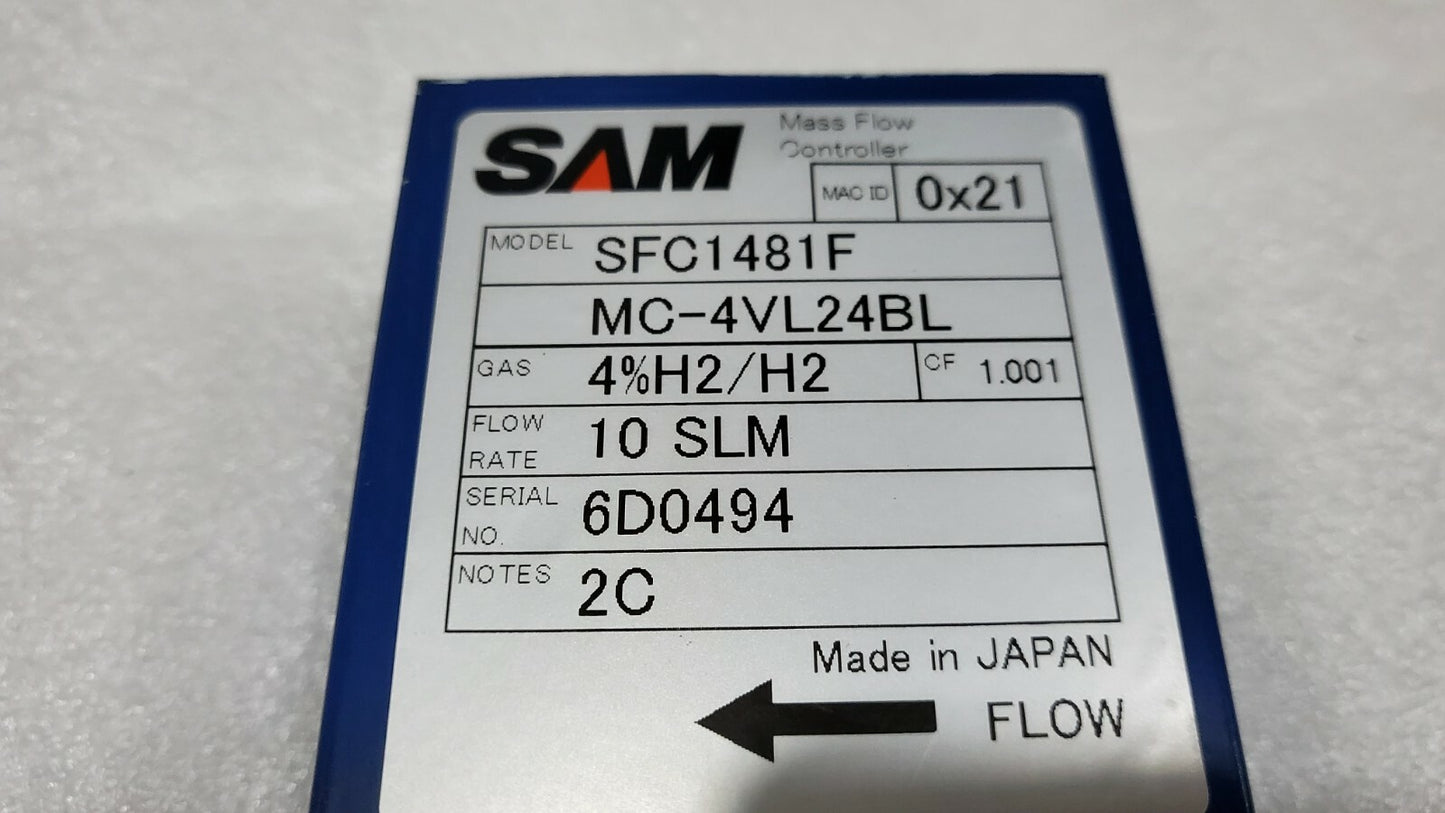 SAM
Mass Flow
Controller
MAC ID 0x21
MODEL SFC1481F
MC-4VL24BL
GAS 4%H2/H2 CF 1.001
FLOW
RATE 10 SLM
SERIAL
NO. 6D0494
NOTES 2C
Made in JAPAN
FLOW